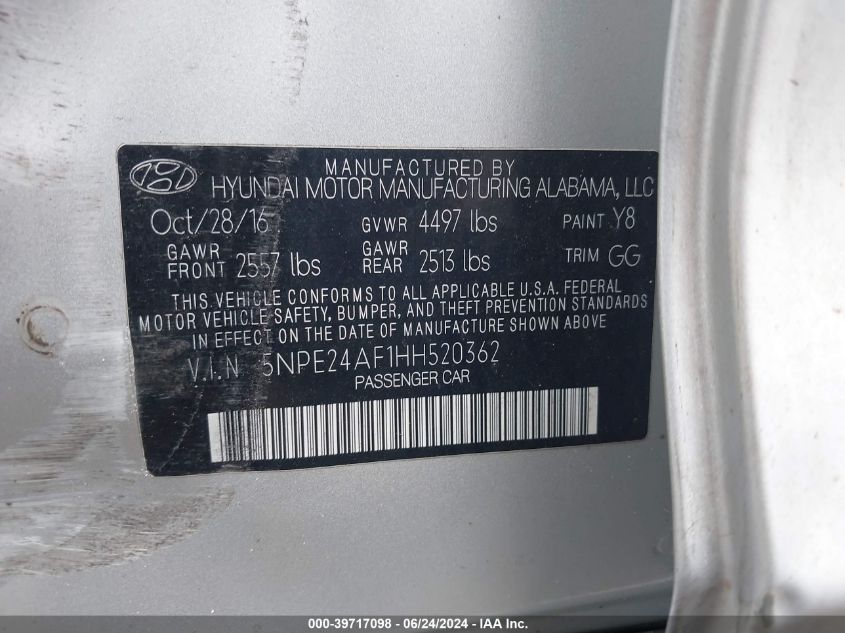 MANUFACTURED BY
HYUNDAI MOTOR MANUFACTURING ALABAMA, LLC
Oct/28/16 GVWR 4497 lbs PAINT Y8
GAWR FRONT 2557 lbs GAWR REAR 2513 lbs TRIM GG
THIS VEHICLE CONFORMS TO ALL APPLICABLE U.S.A. FEDERAL
MOTOR VEHICLE SAFETY, BUMPER, AND THEFT PREVENTION STANDARDS
IN EFFECT ON THE DATE OF MANUFACTURE SHOWN ABOVE
V.I.N 5NPE24AF1HH520362
PASSENGER CAR
000-39717098 - 06/24/2024 - IAA Inc.